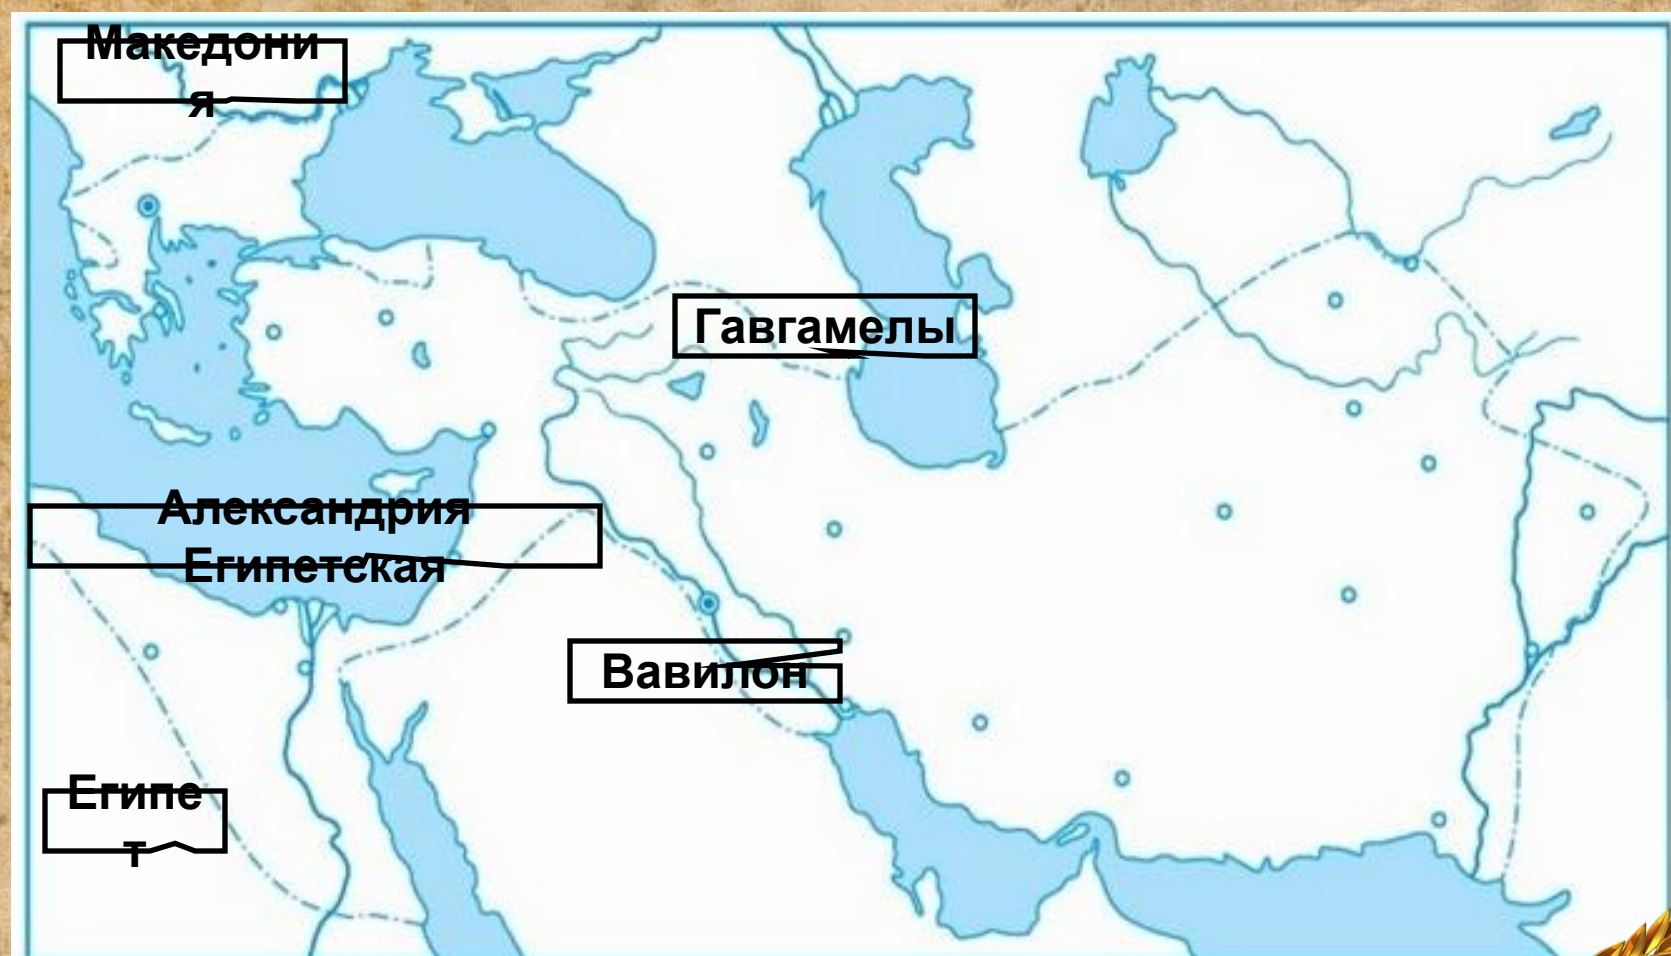 Македони
я
Гавгамелы
Александрия
Египетская
Вавилон
Египе
т